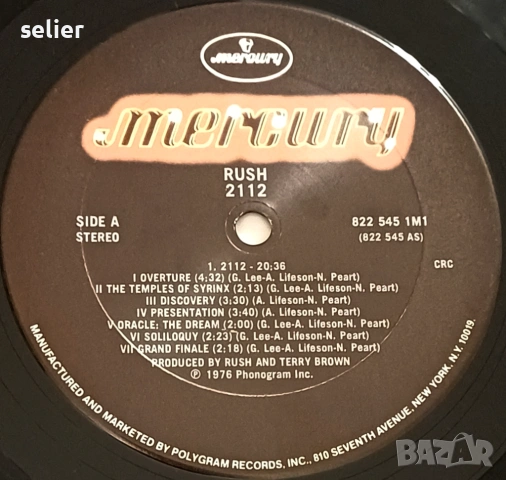 selier
mercury
mercury
RUSH
2112
SIDE A
STEREO
822 545 1M1
(822 545 AS)
CRC
1. 2112 - 20:36
I OVERTURE (4:32) (G. Lee-A. Lifeson-N. Peart)
II THE TEMPLES OF SYRINX (2:13) (G. Lee-A. Lifeson-N. Peart)
III DISCOVERY (3:30) (A. Lifeson-N. Peart)
IV PRESENTATION (3:40) (A. Lifeson-N. Peart)
V ORACLE: THE DREAM (2:00) (G. Lee-A. Lifeson-N. Peart)
VI SOLILOQUY (2:23) (G. Lee-A. Lifeson-N. Peart)
VII GRAND FINALE (2:18) (G. Lee-A. Lifeson-N. Peart)
PRODUCED BY RUSH AND TERRY BROWN
Ⓟ 1976 Phonogram Inc.
MANUFACTURED AND MARKETED BY POLYGRAM RECORDS, INC., 810 SEVENTH AVENUE, NEW YORK, N.Y. 10019.
BAZAR